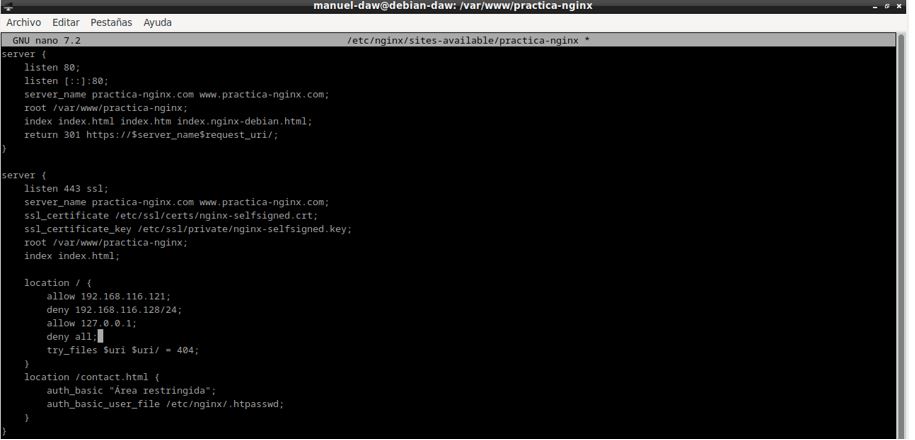 manuel-daw@debian-daw: /var/www/practica-nginx
Archivo Editar Pestañas Ayuda
GNU nano 7.2 /etc/nginx/sites-available/practica-nginx *
server {
    listen 80;
    listen [::]:80;
    server_name practica-nginx.com www.practica-nginx.com;
    root /var/www/practica-nginx;
    index index.html index.htm index.nginx-debian.html;
    return 301 https://$server_name$request_uri/;
}

server {
    listen 443 ssl;
    server_name practica-nginx.com www.practica-nginx.com;
    ssl_certificate /etc/ssl/certs/nginx-selfsigned.crt;
    ssl_certificate_key /etc/ssl/private/nginx-selfsigned.key;
    root /var/www/practica-nginx;
    index index.html;

    location / {
        allow 192.168.116.121;
        deny 192.168.116.128/24;
        allow 127.0.0.1;
        deny all;
        try_files $uri $uri/ = 404;
    }
    location /contact.html {
        auth_basic "Área restringida";
        auth_basic_user_file /etc/nginx/.htpasswd;
    }
}